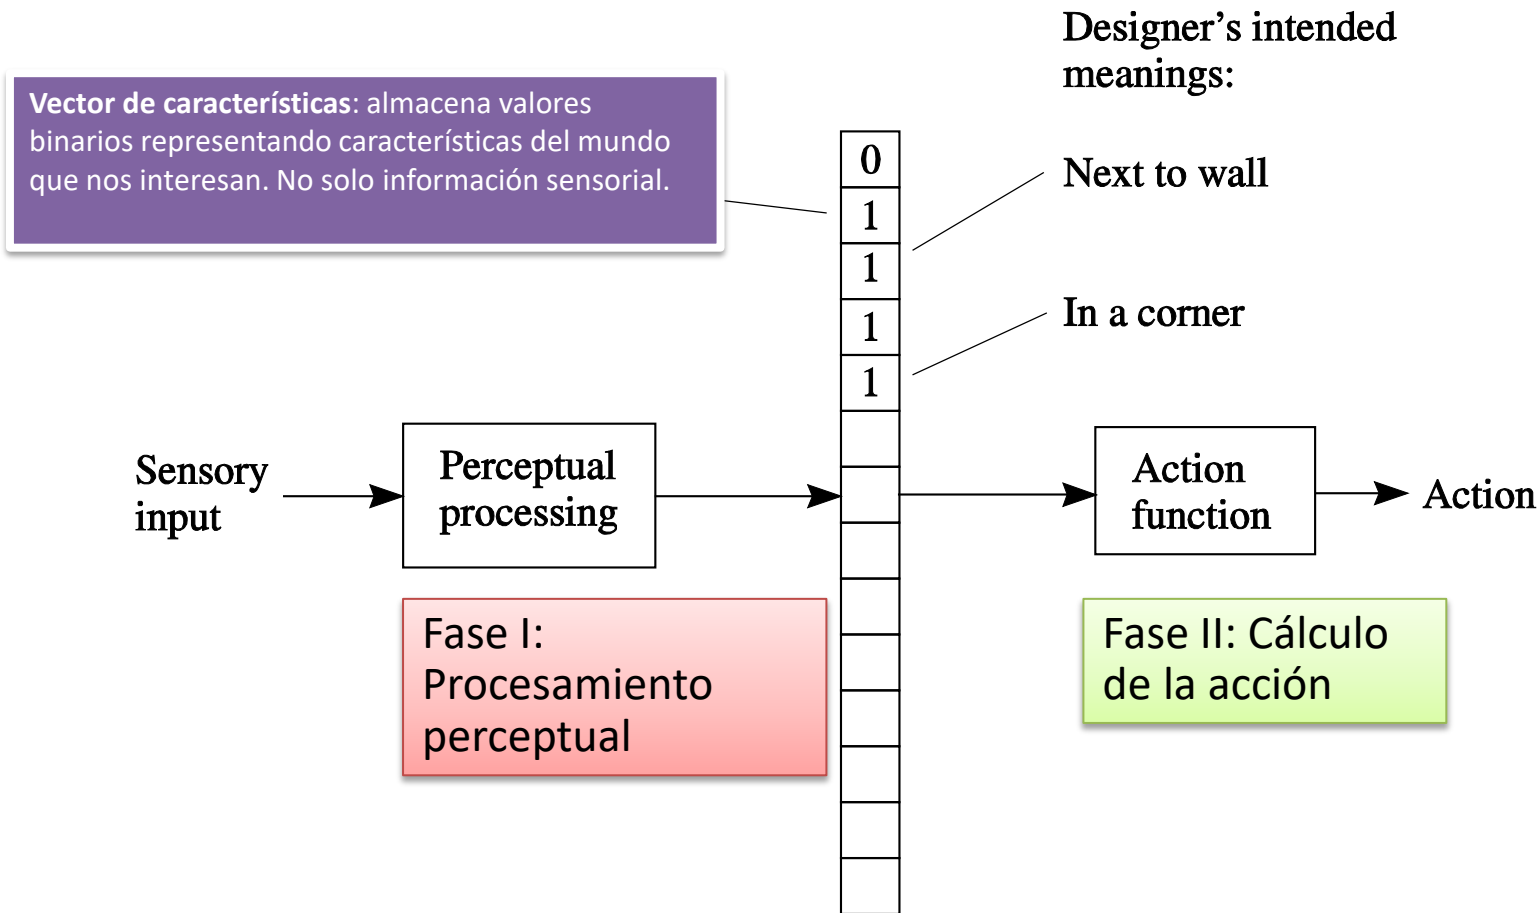 Designer's intended
meanings:
Vector de características: almacena valores
binarios representando características del mundo
que nos interesan. No solo información sensorial.
0
1
1
1
1
Next to wall
In a corner
Sensory
input
Perceptual
processing
Action
function
Action
Fase I:
Procesamiento
perceptual
Fase II: Cálculo
de la acción